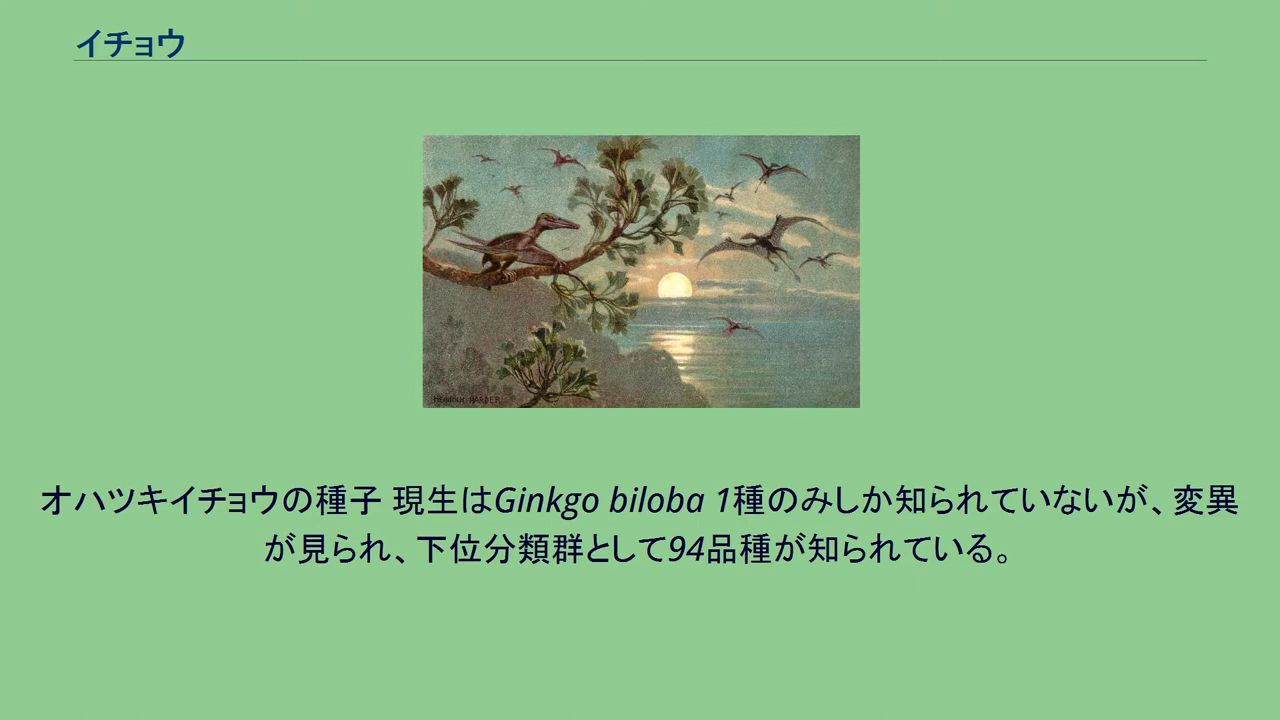 イチョウ
Heinrich HARDER
オハツキイチョウの種子 現生はGinkgo biloba 1種のみしか知られていないが、変異
が見られ、下位分類群として94品種が知られている。